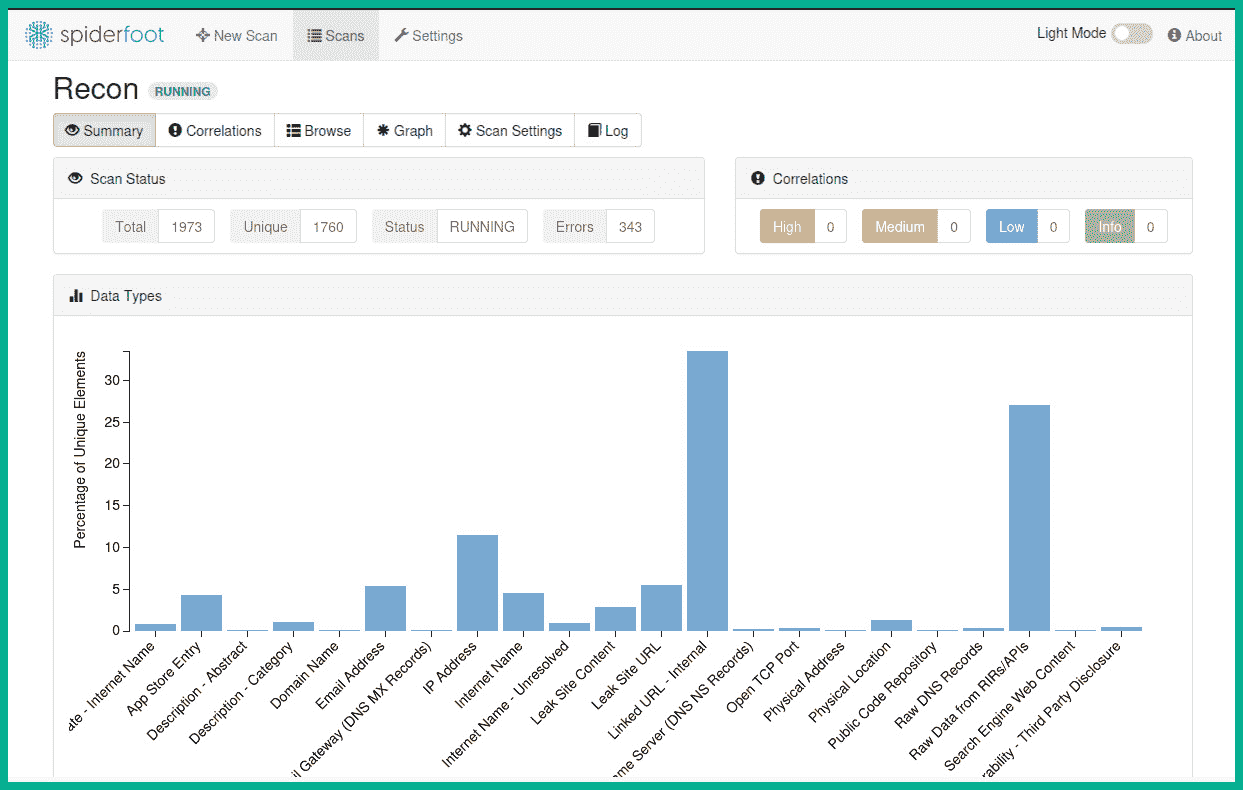 spiderfoot New Scan Scans Settings Light Mode About
Recon RUNNING
Summary Correlations Browse Graph Scan Settings Log
Scan Status
Total 1973 Unique 1760 Status RUNNING Errors 343
Correlations
High 0 Medium 0 Low 0 Info 0
Data Types
Percentage of Unique Elements
30
25
20
15
10
5
0
ate - Internet Name
App Store Entry
Description - Abstract
Description - Category
Domain Name
Email Address
il Gateway (DNS MX Records)
IP Address
Internet Name
Internet Name - Unresolved
Leak Site Content
Leak Site URL
Linked URL - Internal
me Server (DNS NS Records)
Open TCP Port
Physical Address
Physical Location
Public Code Repository
Raw DNS Records
Raw Data from RIRs/APIs
Search Engine Web Content
rability - Third Party Disclosure